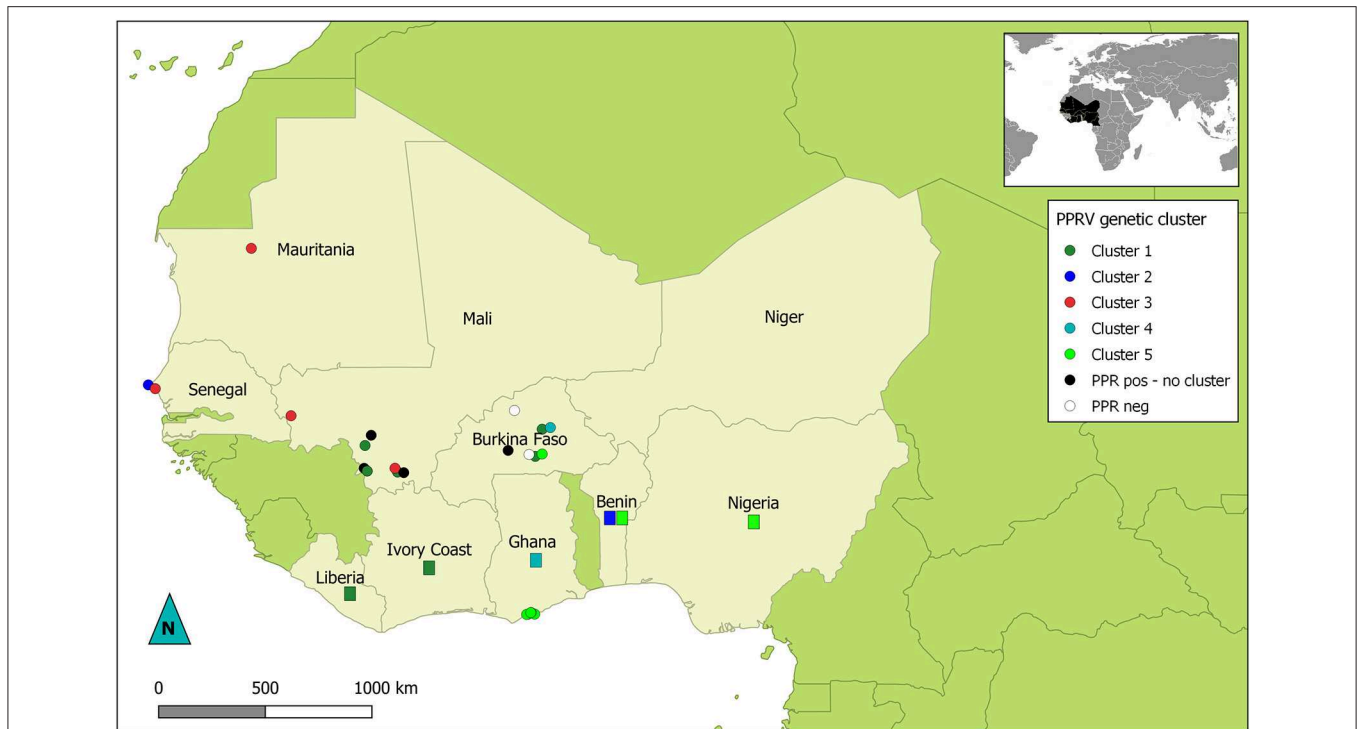 Mauritania
Mali
Niger
Senegal
Burkina Faso
Benin
Nigeria
Ivory Coast
Ghana
Liberia
N
0 500 1000 km
PPRV genetic cluster
Cluster 1
Cluster 2
Cluster 3
Cluster 4
Cluster 5
PPR pos - no cluster
PPR neg